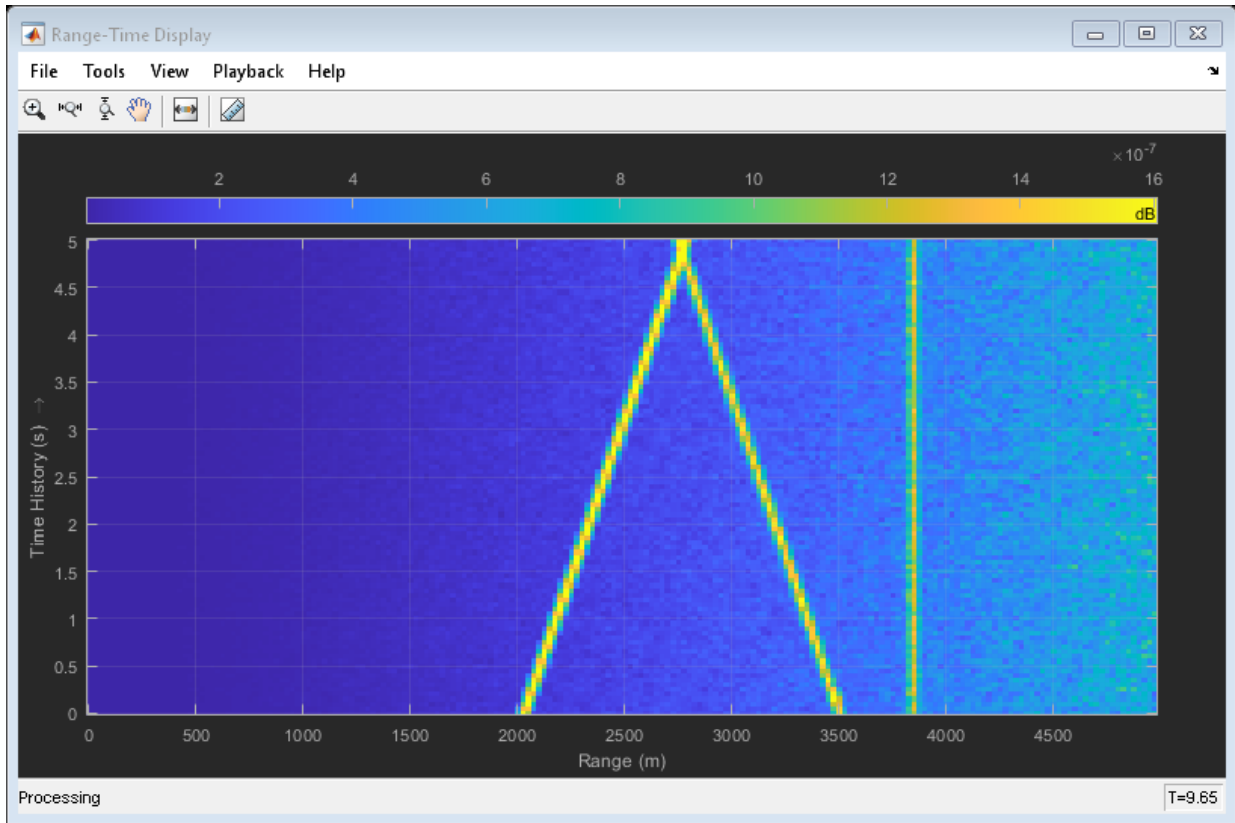 Range-Time Display
File Tools View Playback Help
×10-7
2 4 6 8 10 12 14 16
dB
5
4.5
4
3.5
3
2.5
2
1.5
1
0.5
0
Time History (s) →
0 500 1000 1500 2000 2500 3000 3500 4000 4500
Range (m)
Processing T=9.65